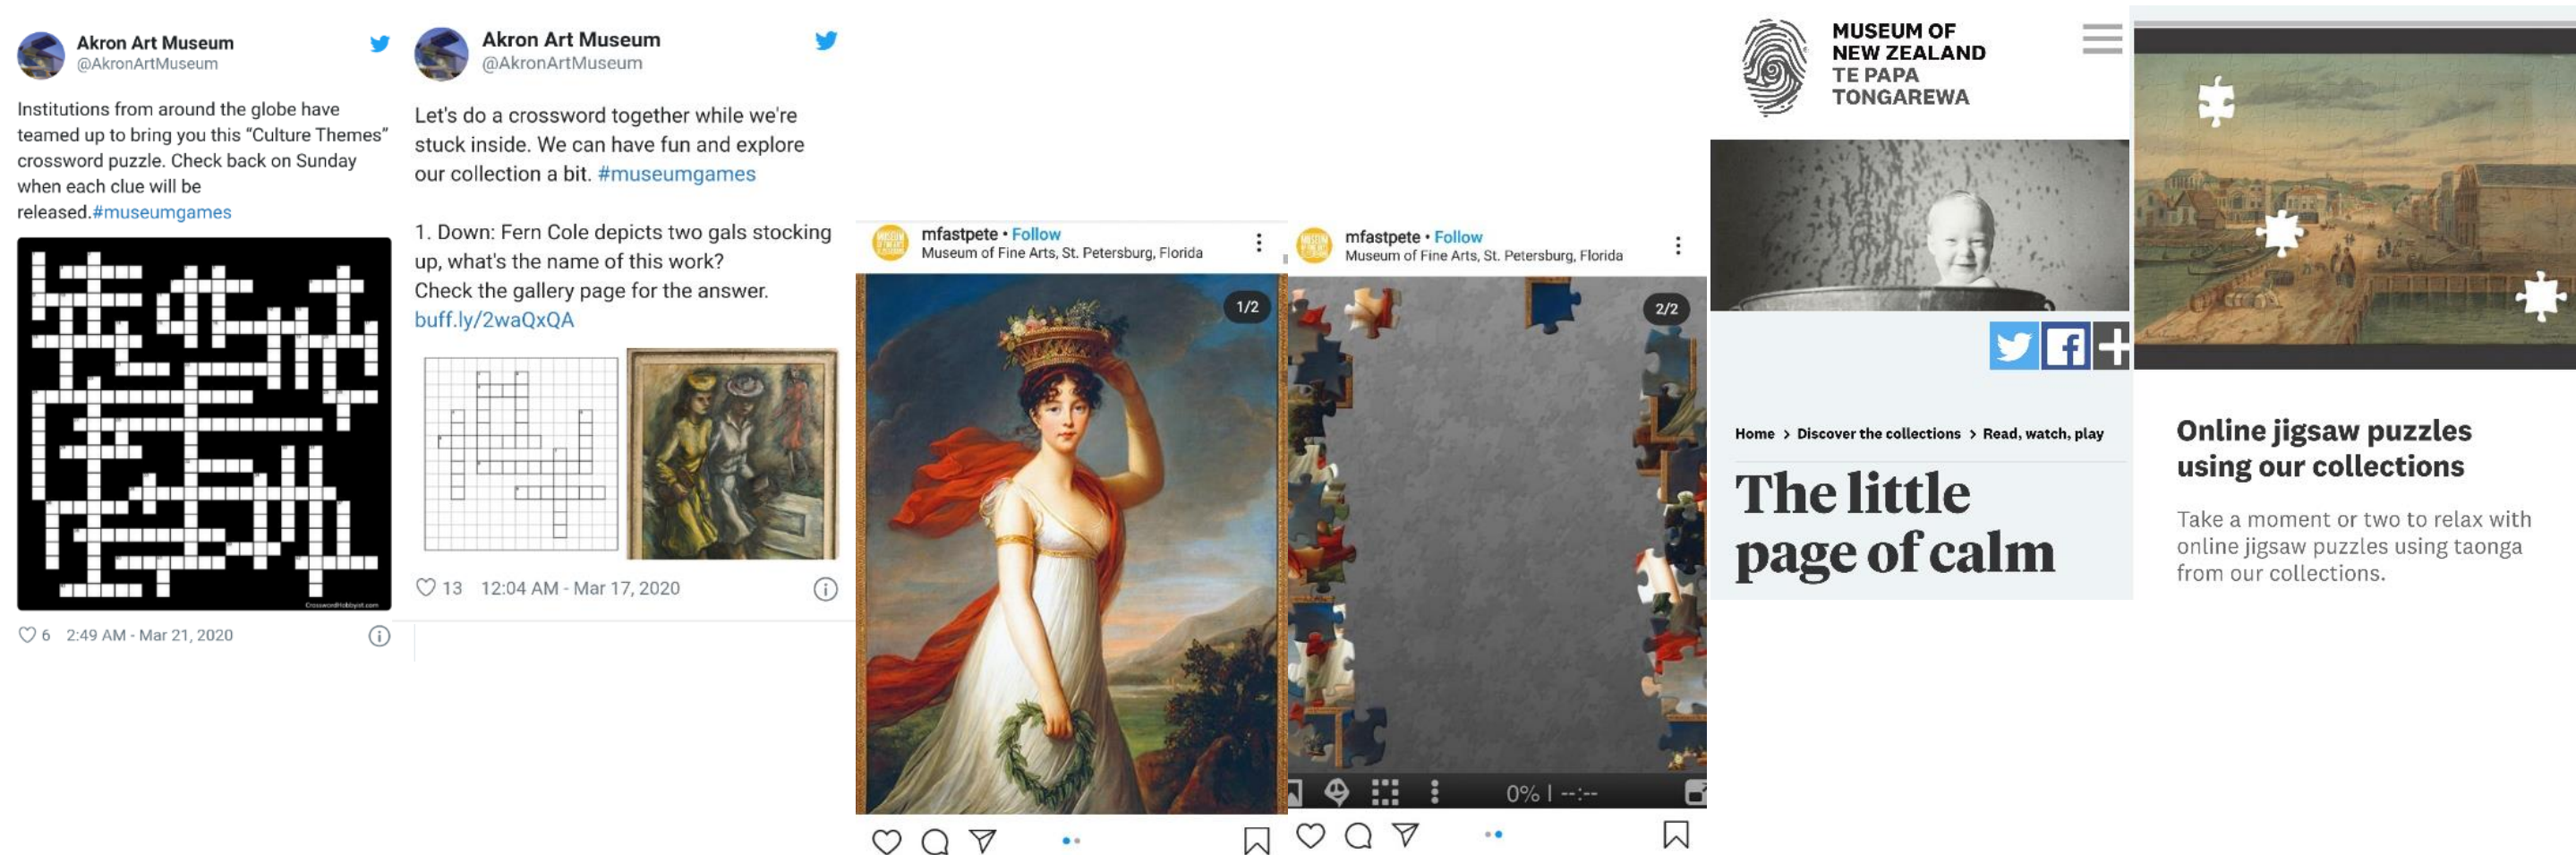 Akron Art Museum
@AkronArtMuseum
Institutions from around the globe have
teamed up to bring you this “Culture Themes”
crossword puzzle. Check back on Sunday
when each clue will be
released.#museumgames
Crosswordhobbyist.com
6 2:49 AM - Mar 21, 2020
Akron Art Museum
@AkronArtMuseum
Let's do a crossword together while we're
stuck inside. We can have fun and explore
our collection a bit. #museumgames
1. Down: Fern Cole depicts two gals stocking
up, what's the name of this work?
Check the gallery page for the answer.
buff.ly/2waQxQA
13 12:04 AM - Mar 17, 2020
mfastpete • Follow
Museum of Fine Arts, St. Petersburg, Florida
1/2
mfastpete • Follow
Museum of Fine Arts, St. Petersburg, Florida
2/2
0% | --:--
MUSEUM OF
NEW ZEALAND
TE PAPA
TONGAREWA
Home > Discover the collections > Read, watch, play
The little
page of calm
Online jigsaw puzzles
using our collections
Take a moment or two to relax with
online jigsaw puzzles using taonga
from our collections.